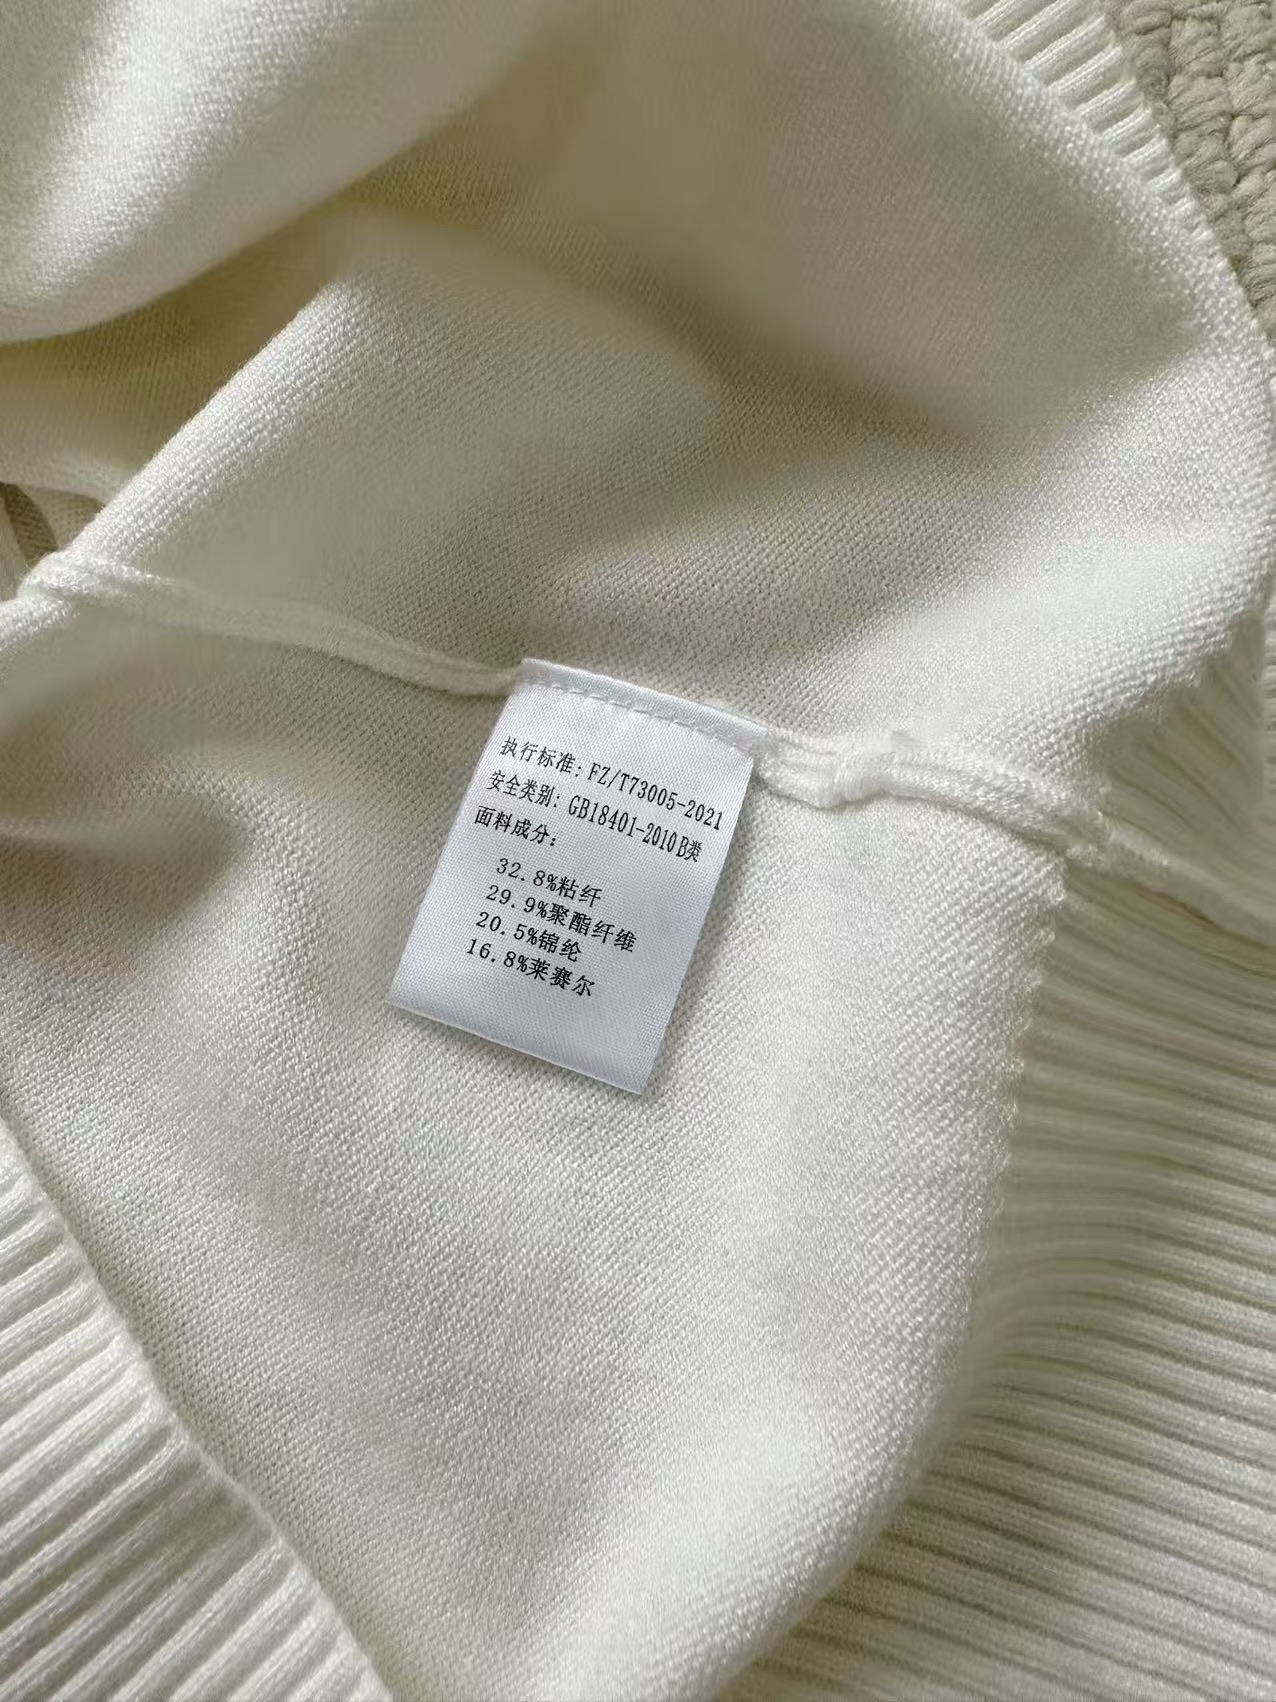 执行标准: FZ/T73005-2021
安全类别: GB18401-2010B类
面料成分:
32.8%粘纤
29.9%聚酯纤维
20.5%锦纶
16.8%莱赛尔